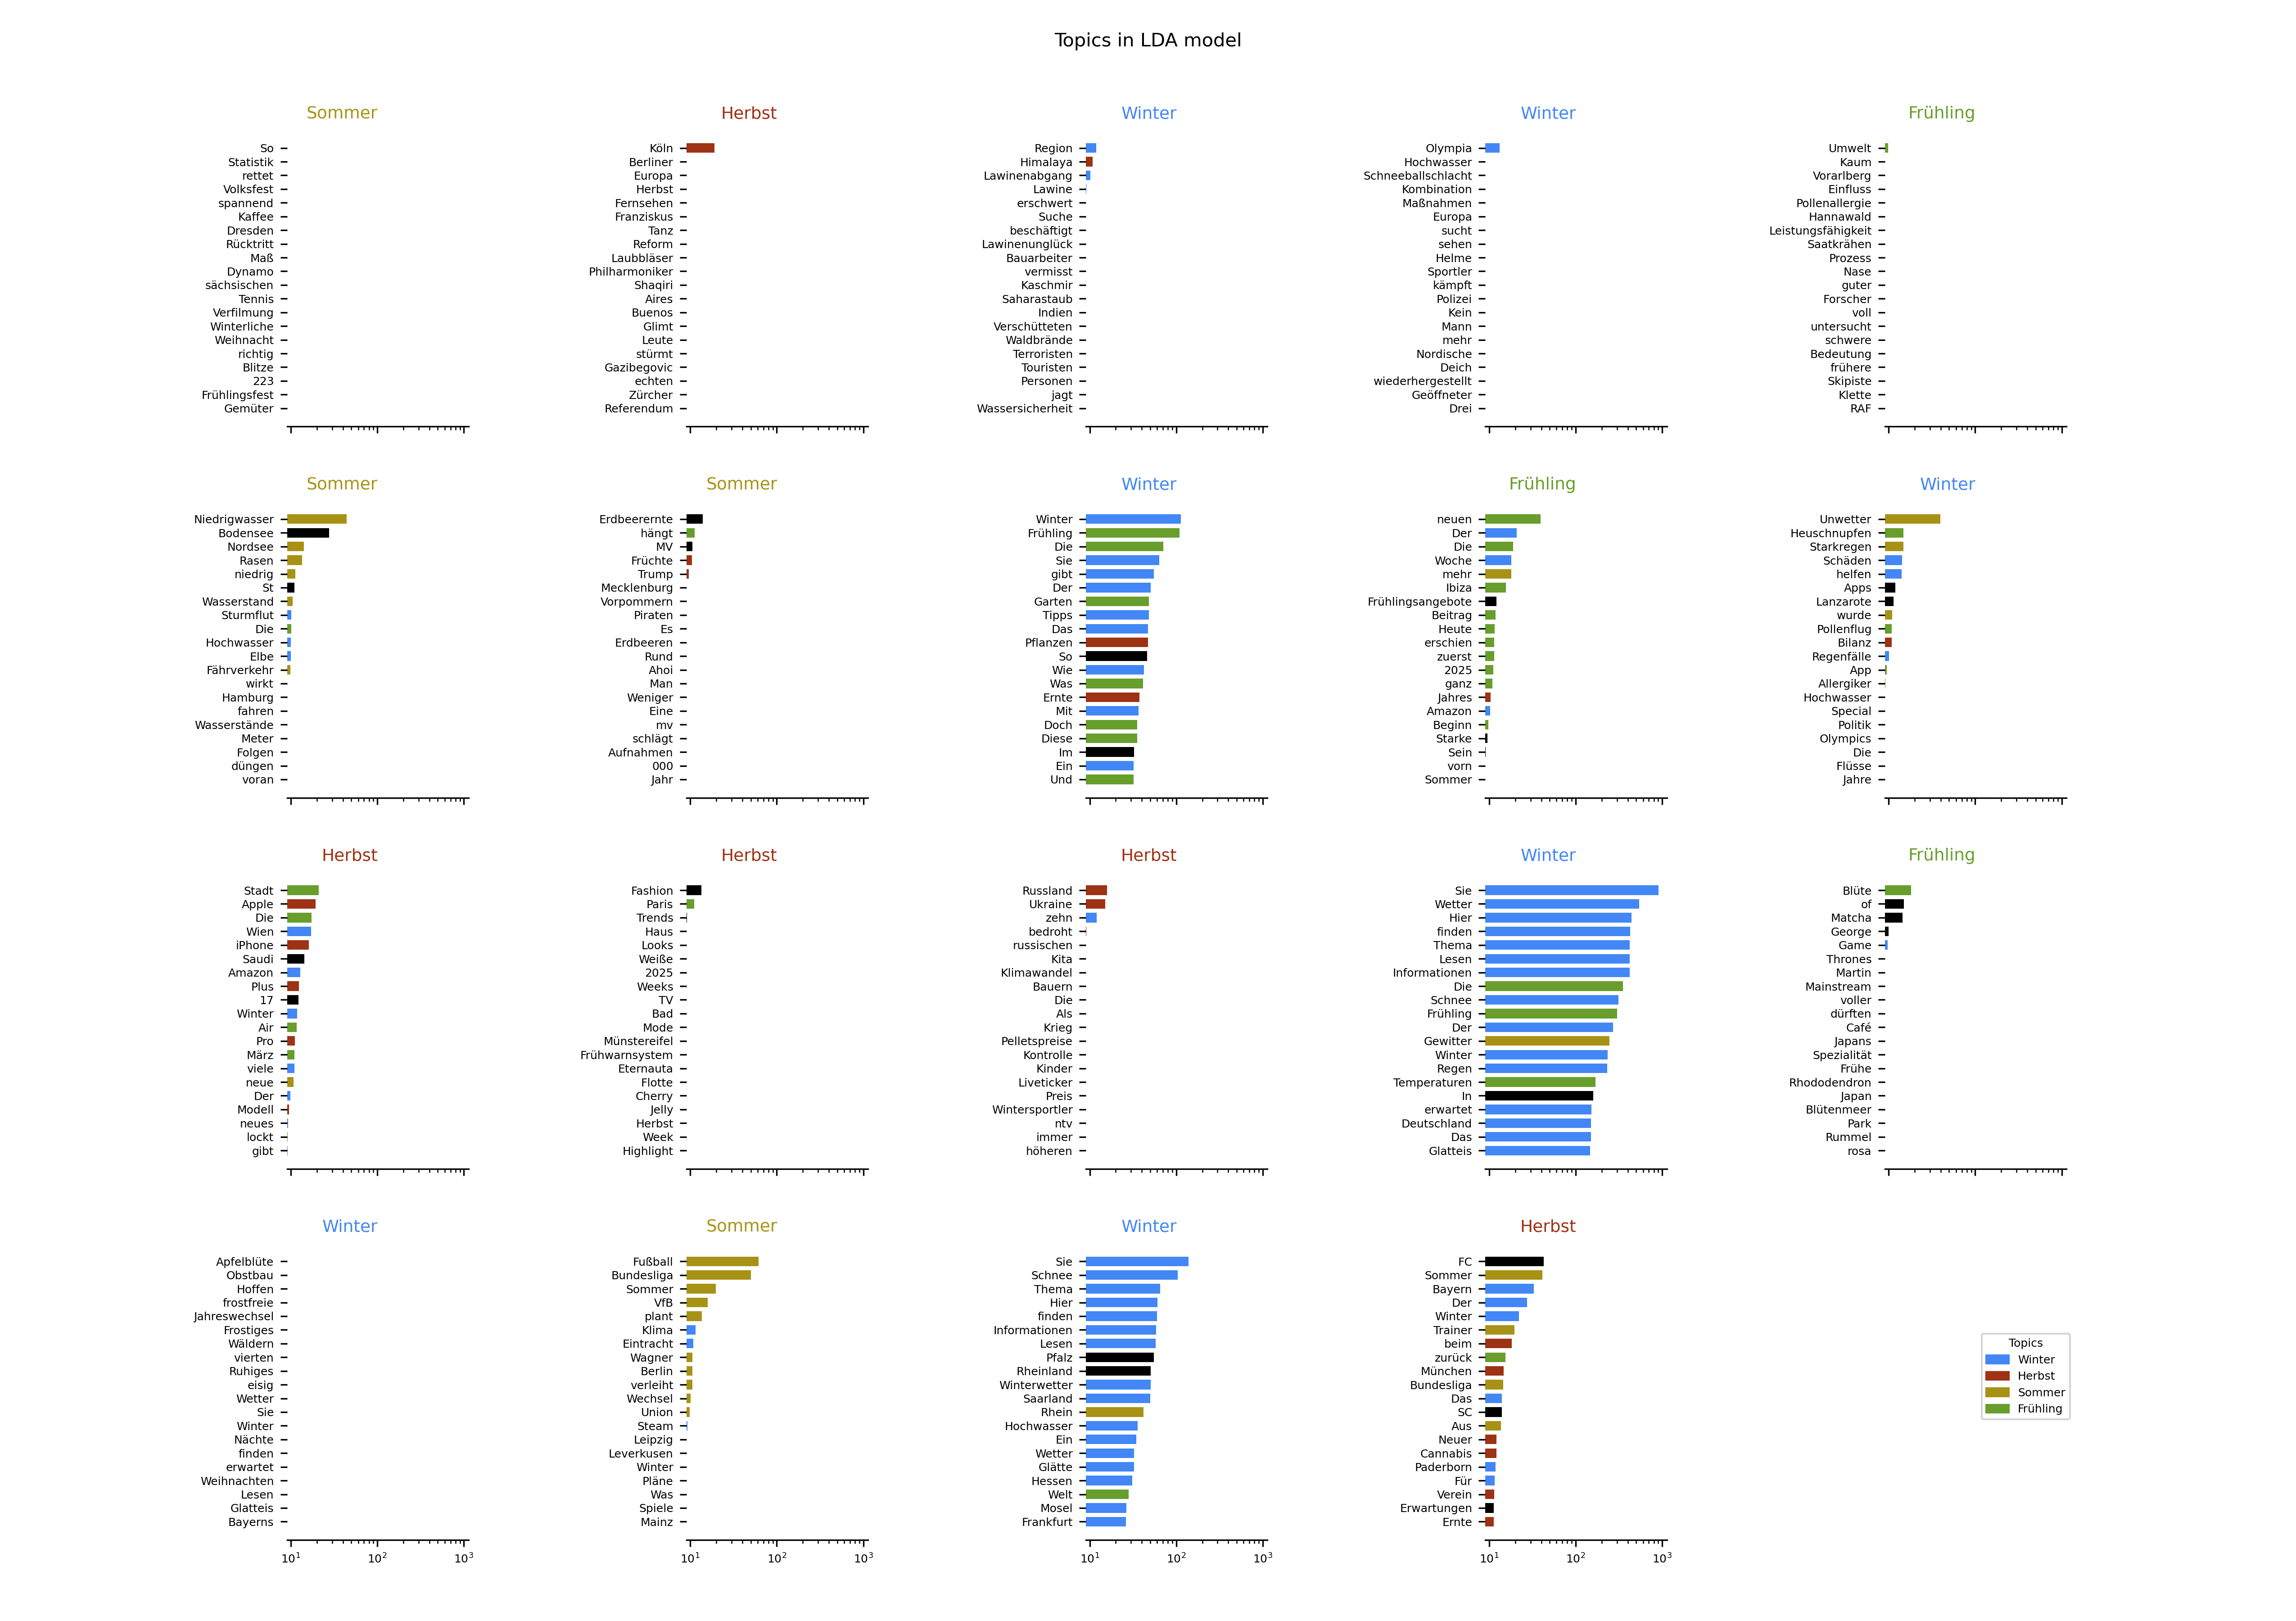 Topics in LDA model
Sommer
So
Statistik
rettet
Volksfest
spannend
Kaffee
Dresden
Rücktritt
Maß
Dynamo
sächsischen
Tennis
Verfilmung
Winterliche
Weihnacht
richtig
Blitze
223
Frühlingsfest
Gemüter
Herbst
Köln
Berliner
Europa
Herbst
Fernsehen
Franziskus
Tanz
Reform
Laubbläser
Philharmoniker
Shaqiri
Aires
Buenos
Glimt
Leute
stürmt
Gazibegovic
echten
Zürcher
Referendum
Winter
Region
Himalaya
Lawinenabgang
Lawine
erschwert
Suche
beschäftigt
Lawinenunglück
Bauarbeiter
vermisst
Kaschmir
Saharastaub
Indien
Verschütteten
Waldbrände
Terroristen
Touristen
Personen
jagt
Wassersicherheit
Winter
Olympia
Hochwasser
Schneeballschlacht
Kombination
Maßnahmen
Europa
sucht
sehen
Helme
Sportler
kämpft
Polizei
Kein
Mann
mehr
Nordische
Deich
wiederhergestellt
Geöffneter
Drei
Frühling
Umwelt
Kaum
Vorarlberg
Einfluss
Pollenallergie
Hannawald
Leistungsfähigkeit
Saatkrähen
Prozess
Nase
guter
Forscher
voll
untersucht
schwere
Bedeutung
frühere
Skipiste
Klette
RAF
Sommer
Niedrigwasser
Bodensee
Nordsee
Rasen
niedrig
St
Wasserstand
Sturmflut
Die
Hochwasser
Elbe
Fährverkehr
wirkt
Hamburg
fahren
Wasserstände
Meter
Folgen
düngen
voran
Sommer
Erdbeerernte
hängt
MV
Früchte
Trump
Mecklenburg
Vorpommern
Piraten
Es
Erdbeeren
Rund
Ahoi
Man
Weniger
Eine
mv
schlägt
Aufnahmen
000
Jahr
Winter
Winter
Frühling
Die
Sie
gibt
Der
Garten
Tipps
Das
Pflanzen
So
Wie
Was
Ernte
Mit
Doch
Diese
Im
Ein
Und
Frühling
neuen
Der
Die
Woche
mehr
Ibiza
Frühlingsangebote
Beitrag
Heute
erschien
zuerst
2025
ganz
Jahres
Amazon
Beginn
Starke
Sein
vorn
Sommer
Winter
Unwetter
Heuschnupfen
Starkregen
Schäden
helfen
Apps
Lanzarote
wurde
Pollenflug
Bilanz
Regenfälle
App
Allergiker
Hochwasser
Special
Politik
Olympics
Die
Flüsse
Jahre
Herbst
Stadt
Apple
Die
Wien
iPhone
Saudi
Amazon
Plus
17
Winter
Air
Pro
März
viele
neue
Der
Modell
neues
lockt
gibt
Herbst
Fashion
Paris
Trends
Haus
Looks
Weiße
2025
Weeks
TV
Bad
Mode
Münstereifel
Frühwarnsystem
Eternauta
Flotte
Cherry
Jelly
Herbst
Week
Highlight
Herbst
Russland
Ukraine
zehn
bedroht
russischen
Kita
Klimawandel
Bauern
Die
Als
Krieg
Pelletspreise
Kontrolle
Kinder
Liveticker
Preis
Wintersportler
ntv
immer
höheren
Winter
Sie
Wetter
Hier
finden
Thema
Lesen
Informationen
Die
Schnee
Frühling
Der
Gewitter
Winter
Regen
Temperaturen
In
erwartet
Deutschland
Das
Glatteis
Frühling
Blüte
of
Matcha
George
Game
Thrones
Martin
Mainstream
voller
dürften
Café
Japans
Spezialität
Frühe
Rhododendron
Japan
Blütenmeer
Park
Rummel
rosa
Winter
Apfelblüte
Obstbau
Hoffen
frostfreie
Jahreswechsel
Frostiges
Wäldern
vierten
Ruhiges
eisig
Wetter
Sie
Winter
Nächte
finden
erwartet
Weihnachten
Lesen
Glatteis
Bayerns
10¹ 10² 10³
Sommer
Fußball
Bundesliga
Sommer
VfB
plant
Klima
Eintracht
Wagner
Berlin
verleiht
Wechsel
Union
Steam
Leipzig
Leverkusen
Winter
Pläne
Was
Spiele
Mainz
10¹ 10² 10³
Winter
Sie
Schnee
Thema
Hier
finden
Informationen
Lesen
Pfalz
Rheinland
Winterwetter
Saarland
Rhein
Hochwasser
Ein
Wetter
Glätte
Hessen
Welt
Mosel
Frankfurt
10¹ 10² 10³
Herbst
FC
Sommer
Bayern
Der
Winter
Trainer
beim
zurück
München
Bundesliga
Das
SC
Aus
Neuer
Cannabis
Paderborn
Für
Verein
Erwartungen
Ernte
10¹ 10² 10³
Topics
Winter
Herbst
Sommer
Frühling